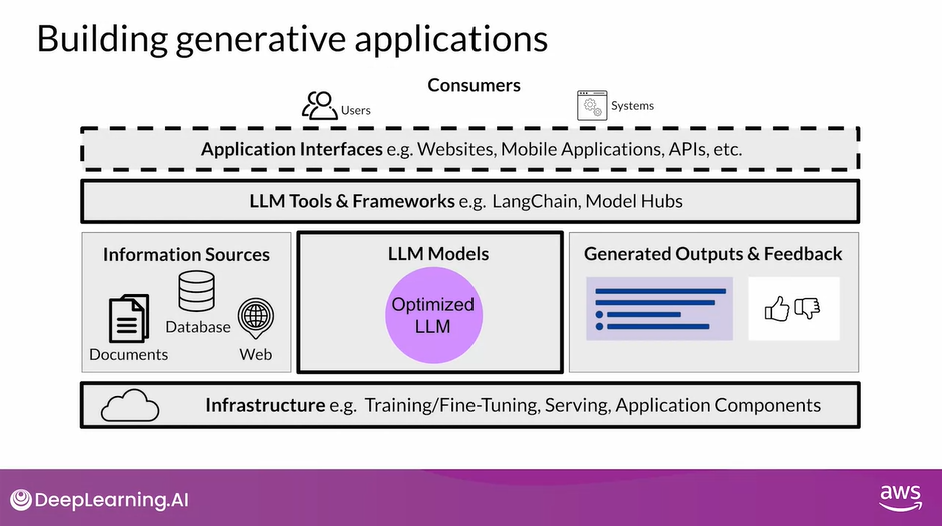 Building generative applications
Consumers
Users
Systems
Application Interfaces e.g. Websites, Mobile Applications, APIs, etc.
LLM Tools & Frameworks e.g. LangChain, Model Hubs
Information Sources
Documents
Database
Web
LLM Models
Optimized
LLM
Generated Outputs & Feedback
Infrastructure e.g. Training/Fine-Tuning, Serving, Application Components
DeepLearning.AI
aws